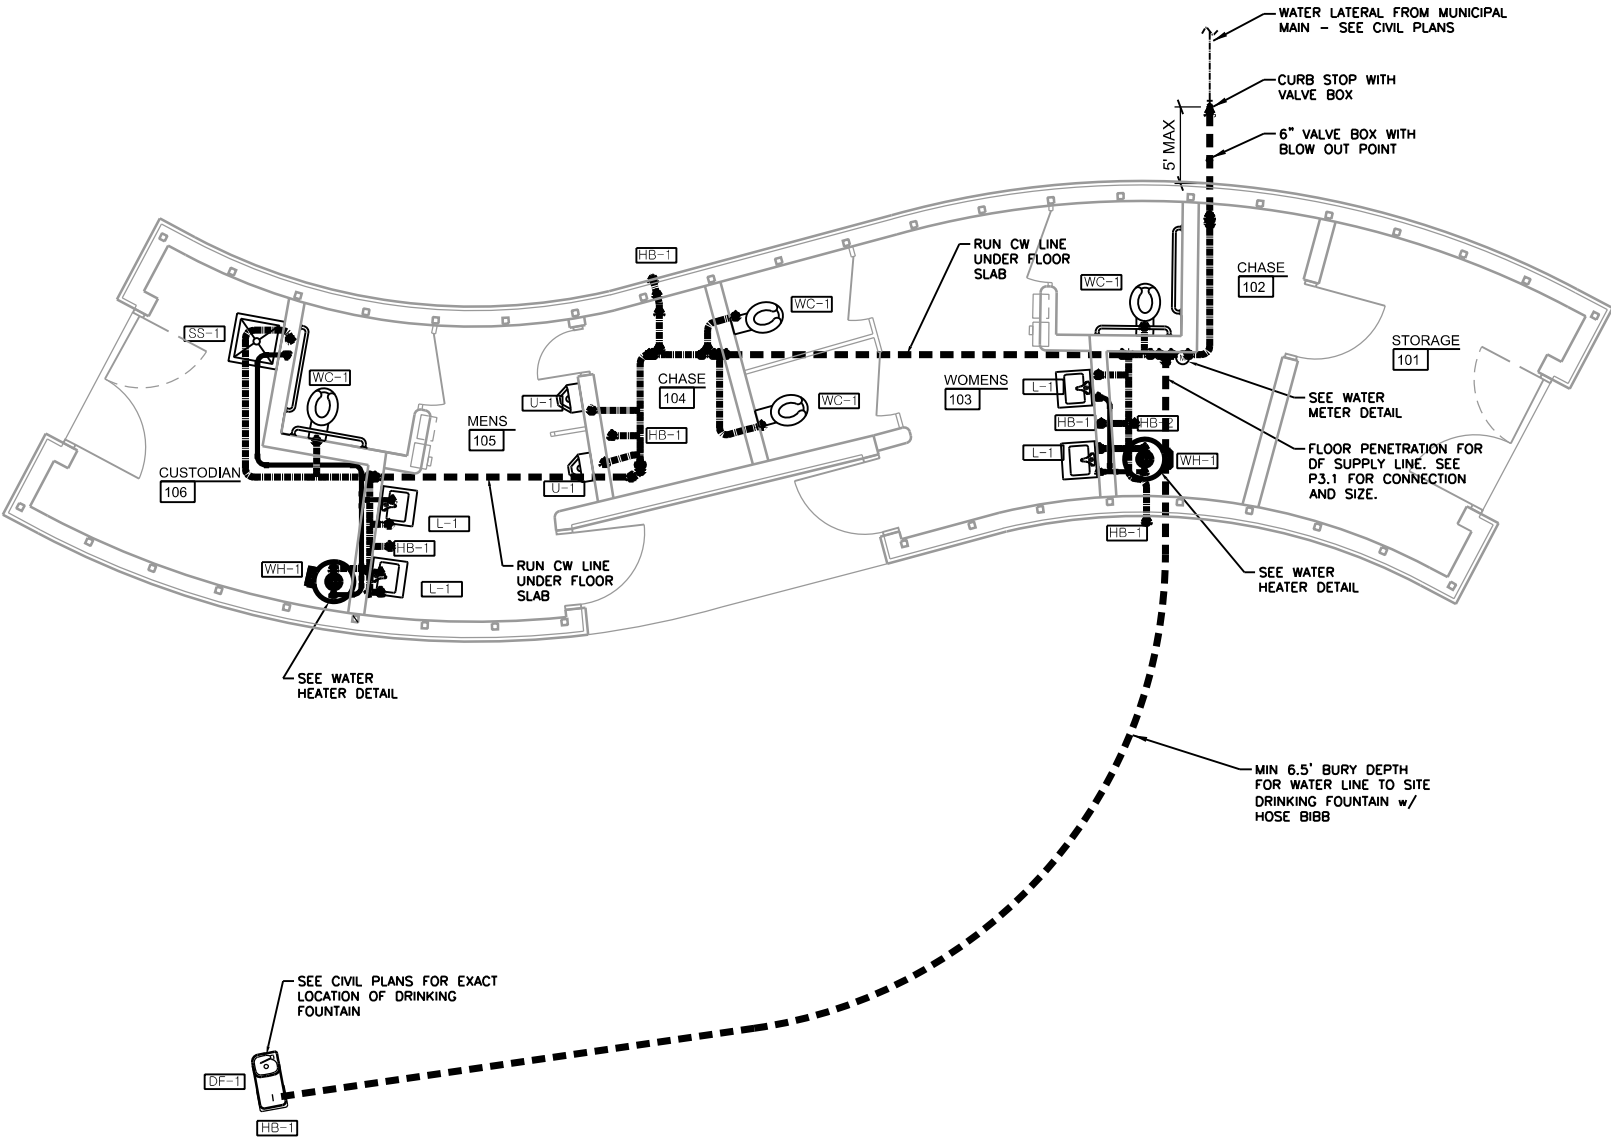 WATER LATERAL FROM MUNICIPAL
MAIN - SEE CIVIL PLANS
CURB STOP WITH
VALVE BOX
6" VALVE BOX WITH
BLOW OUT POINT
5' MAX
HB-1
RUN CW LINE
UNDER FLOOR
SLAB
WC-1
CHASE
102
WC-1
SS-1
STORAGE
101
WC-1
CHASE
104
WOMENS
103
L-1
SEE WATER
METER DETAIL
MENS
105
U-1
WC-1
HB-1
HB-1
HB-2
L-1
WH-1
FLOOR PENETRATION FOR
DF SUPPLY LINE. SEE
P3.1 FOR CONNECTION
AND SIZE.
CUSTODIAN
106
U-1
L-1
HB-1
HB-1
WH-1
L-1
RUN CW LINE
UNDER FLOOR
SLAB
SEE WATER
HEATER DETAIL
SEE WATER
HEATER DETAIL
MIN 6.5' BURY DEPTH
FOR WATER LINE TO SITE
DRINKING FOUNTAIN w/
HOSE BIBB
SEE CIVIL PLANS FOR EXACT
LOCATION OF DRINKING
FOUNTAIN
DF-1
HB-1